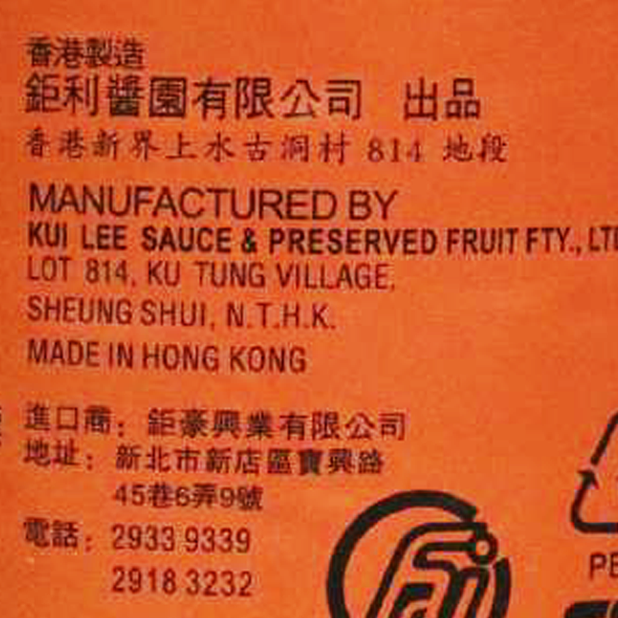 香港製造
鉅利醬園有限公司 出品
香港新界上水古洞村 814 地段
MANUFACTURED BY
KUI LEE SAUCE & PRESERVED FRUIT FTY., LTD
LOT 814, KU TUNG VILLAGE,
SHEUNG SHUI, N.T.H.K.
MADE IN HONG KONG
進口商：鉅豪興業有限公司
地址：新北市新店區寶興路
45巷6弄9號
電話：2933 9339
2918 3232
PE